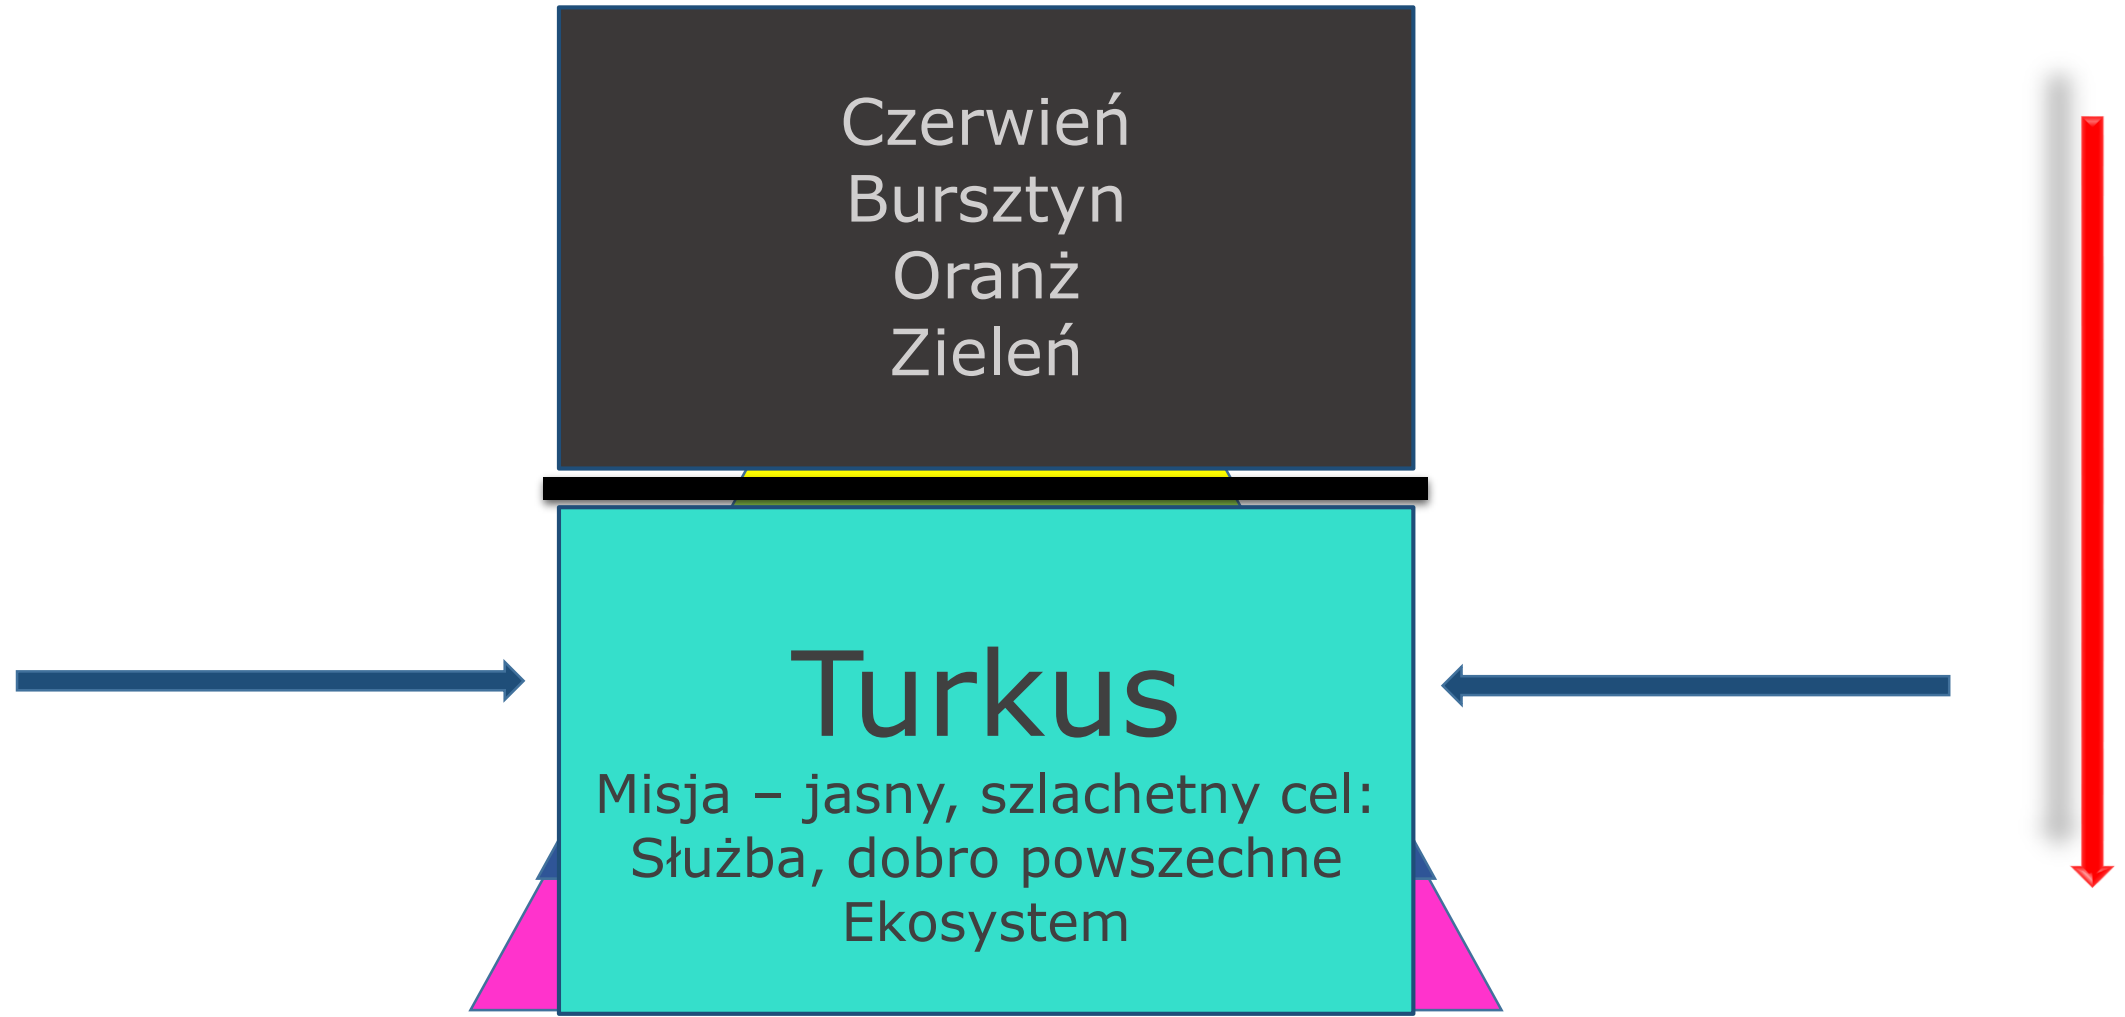 Czerwień
Bursztyn
Oranż
Zieleń
Turkus
Misja – jasny, szlachetny cel:
Służba, dobro powszechne
Ekosystem